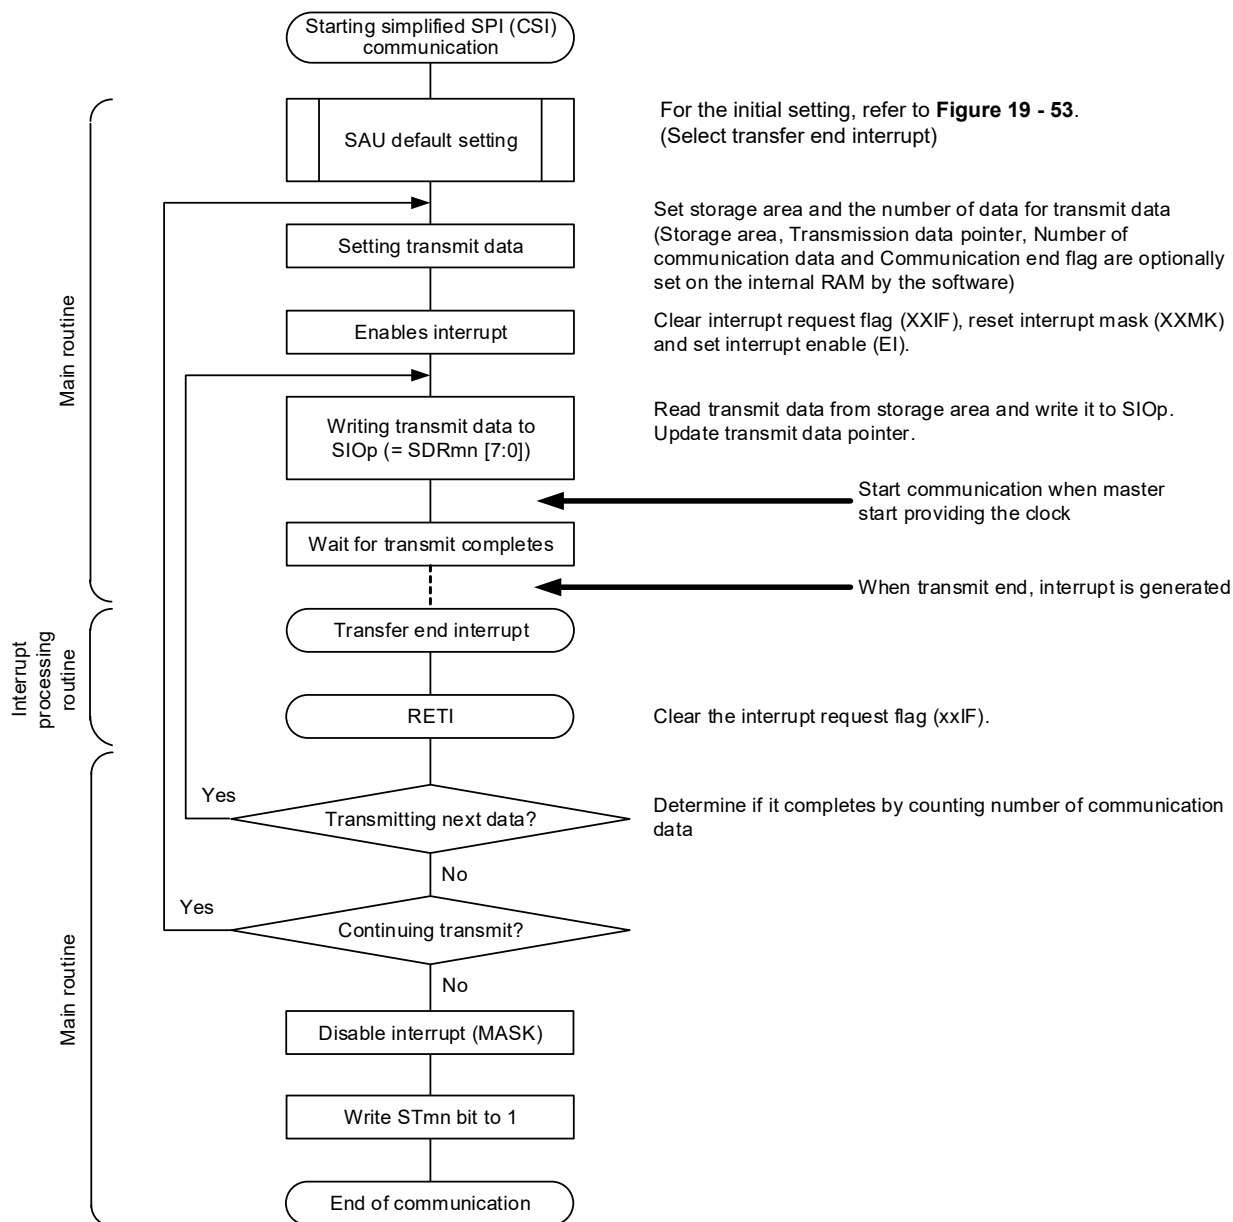 Starting simplified SPI (CSI)
communication
SAU default setting
For the initial setting, refer to Figure 19 - 53.
(Select transfer end interrupt)
Main routine
Setting transmit data
Set storage area and the number of data for transmit data
(Storage area, Transmission data pointer, Number of
communication data and Communication end flag are optionally
set on the internal RAM by the software)
Enables interrupt
Clear interrupt request flag (XXIF), reset interrupt mask (XXMK)
and set interrupt enable (EI).
Writing transmit data to
SIOp (= SDRmn [7:0])
Read transmit data from storage area and write it to SIOp.
Update transmit data pointer.
Start communication when master
start providing the clock
Wait for transmit completes
When transmit end, interrupt is generated
Interrupt
processing
routine
Transfer end interrupt
RETI
Clear the interrupt request flag (xxIF).
Main routine
Yes
Transmitting next data?
Determine if it completes by counting number of communication
data
No
Yes
Continuing transmit?
No
Disable interrupt (MASK)
Write STmn bit to 1
End of communication